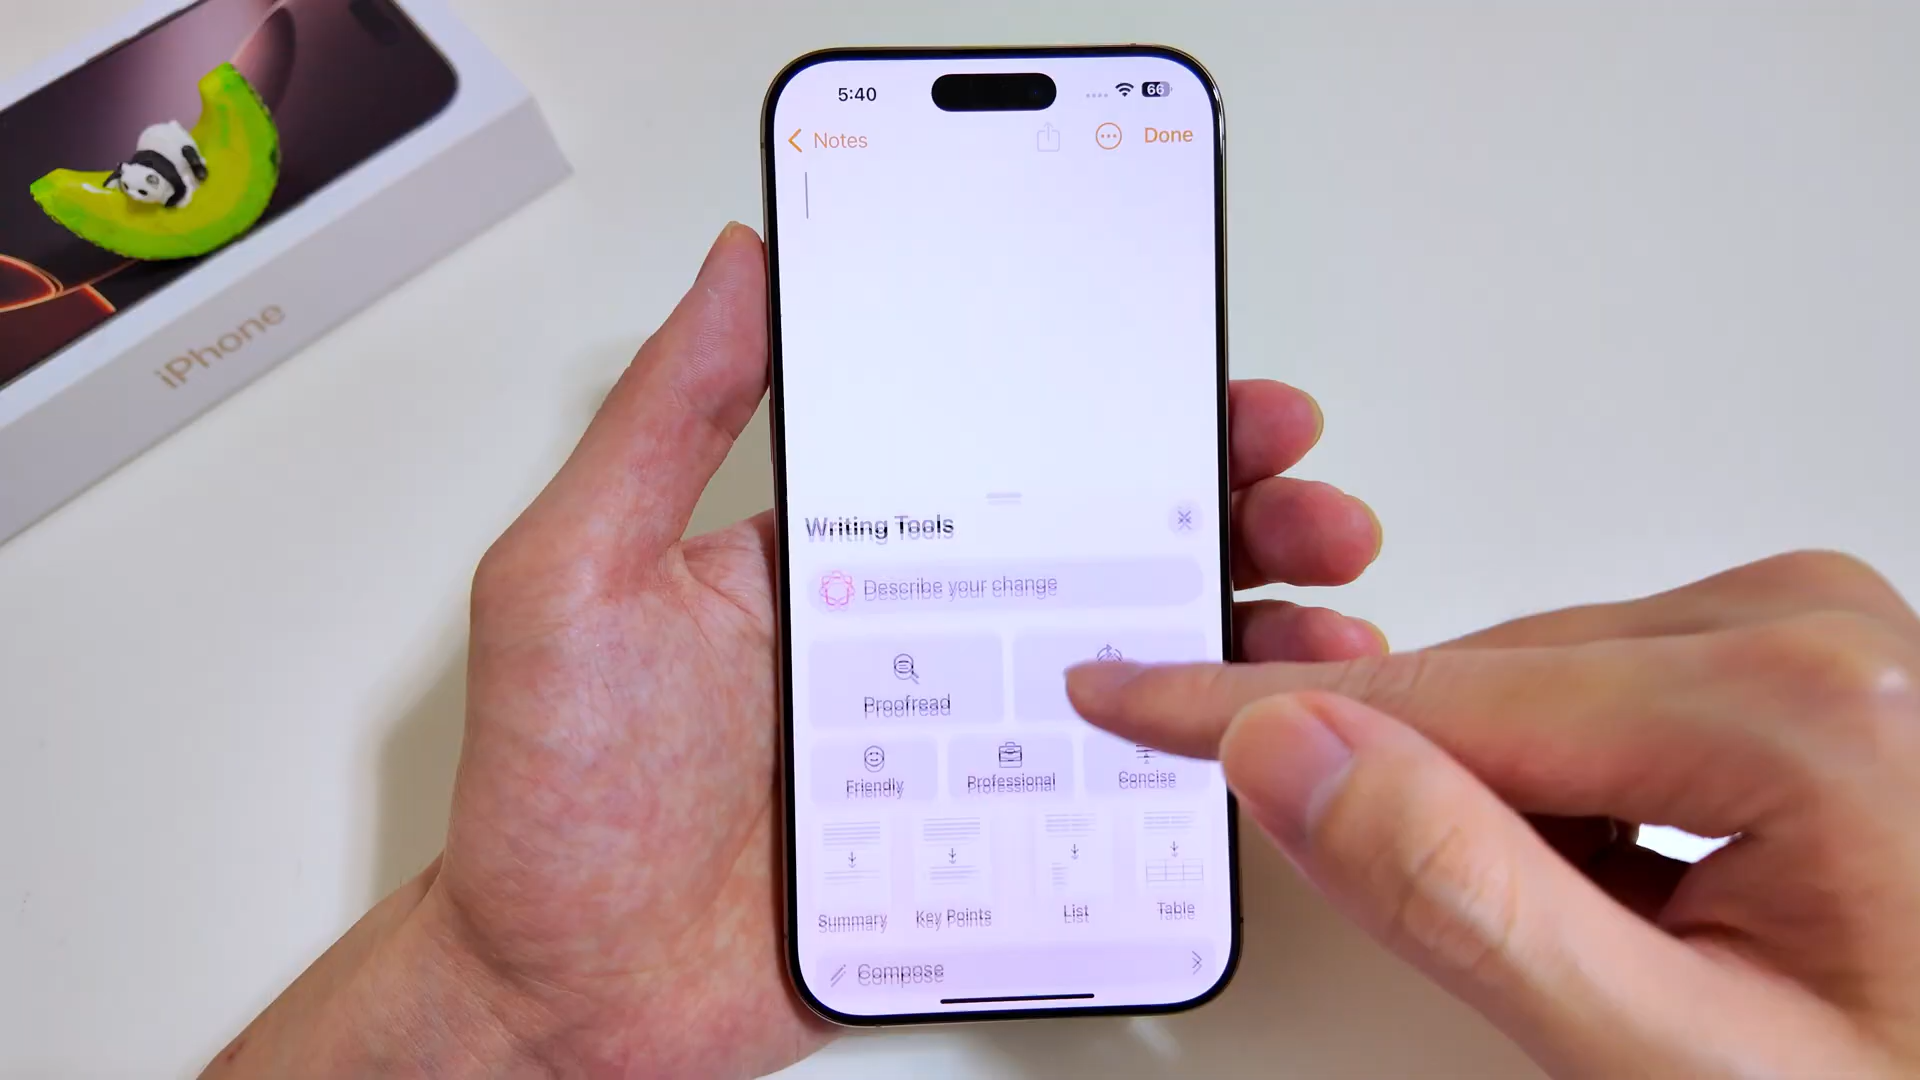 5:40
66
Notes
Done
Writing Tools
Describe your change
Proofread
Friendly
Professional
Concise
Summary
Key Points
List
Table
Compose
iPhone